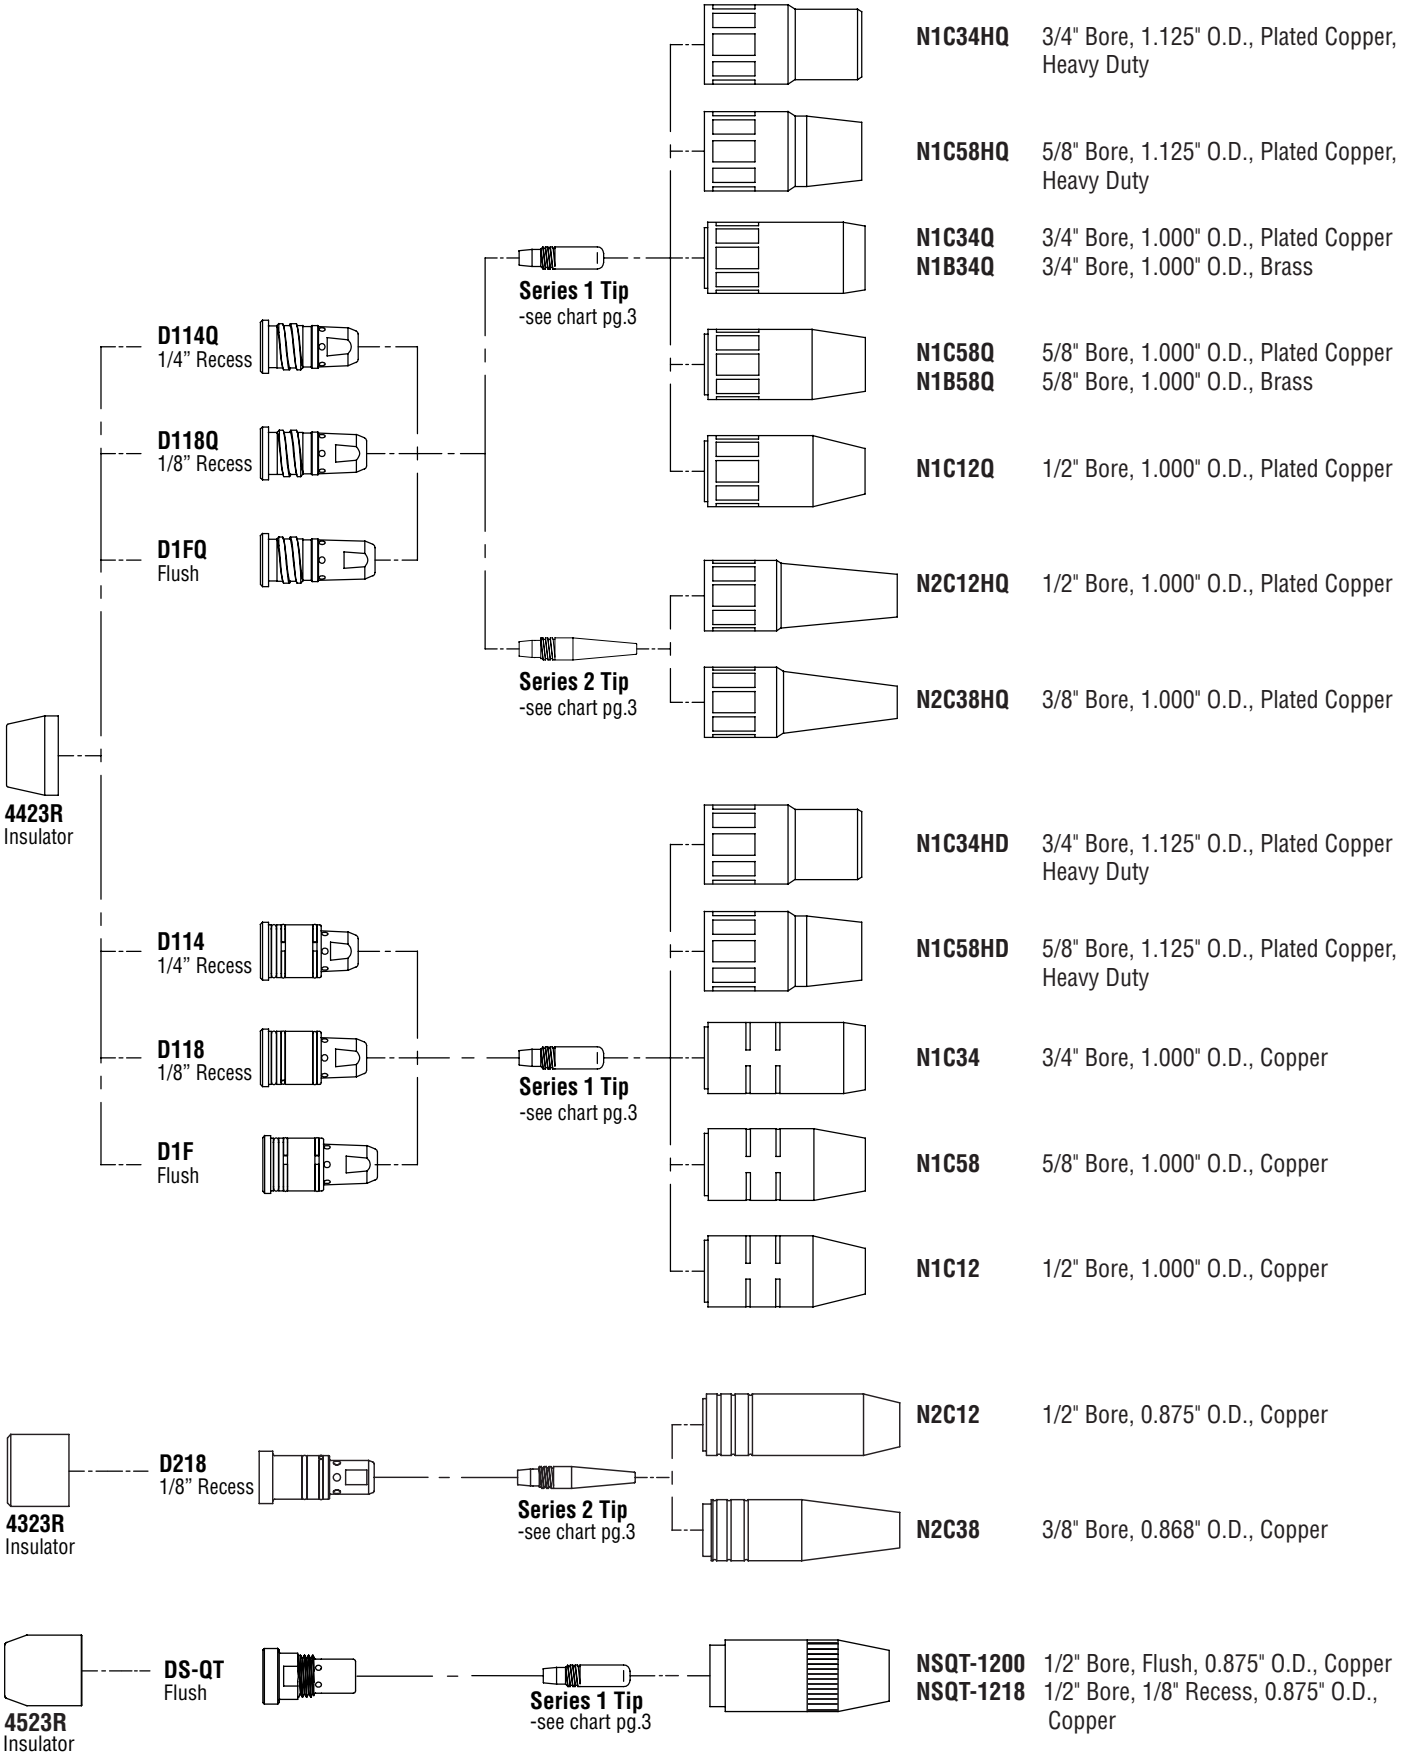 N1C34HQ 3/4" Bore, 1.125" O.D., Plated Copper,
Heavy Duty
N1C58HQ 5/8" Bore, 1.125" O.D., Plated Copper,
Heavy Duty
N1C34Q 3/4" Bore, 1.000" O.D., Plated Copper
N1B34Q 3/4" Bore, 1.000" O.D., Brass
Series 1 Tip
-see chart pg.3
D114Q
1/4” Recess
N1C58Q 5/8" Bore, 1.000" O.D., Plated Copper
N1B58Q 5/8" Bore, 1.000" O.D., Brass
D118Q
1/8” Recess
N1C12Q 1/2" Bore, 1.000" O.D., Plated Copper
D1FQ
Flush
N2C12HQ 1/2" Bore, 1.000" O.D., Plated Copper
Series 2 Tip
-see chart pg.3
N2C38HQ 3/8" Bore, 1.000" O.D., Plated Copper
4423R
Insulator
N1C34HD 3/4" Bore, 1.125" O.D., Plated Copper
Heavy Duty
D114
1/4” Recess
N1C58HD 5/8" Bore, 1.125" O.D., Plated Copper,
Heavy Duty
D118
1/8” Recess
Series 1 Tip
-see chart pg.3
N1C34 3/4" Bore, 1.000" O.D., Copper
D1F
Flush
N1C58 5/8" Bore, 1.000" O.D., Copper
N1C12 1/2" Bore, 1.000" O.D., Copper
N2C12 1/2" Bore, 0.875" O.D., Copper
D218
1/8” Recess
4323R
Insulator
Series 2 Tip
-see chart pg.3
N2C38 3/8" Bore, 0.868" O.D., Copper
DS-QT
Flush
4523R
Insulator
Series 1 Tip
-see chart pg.3
NSQT-1200 1/2" Bore, Flush, 0.875" O.D., Copper
NSQT-1218 1/2" Bore, 1/8" Recess, 0.875" O.D.,
Copper